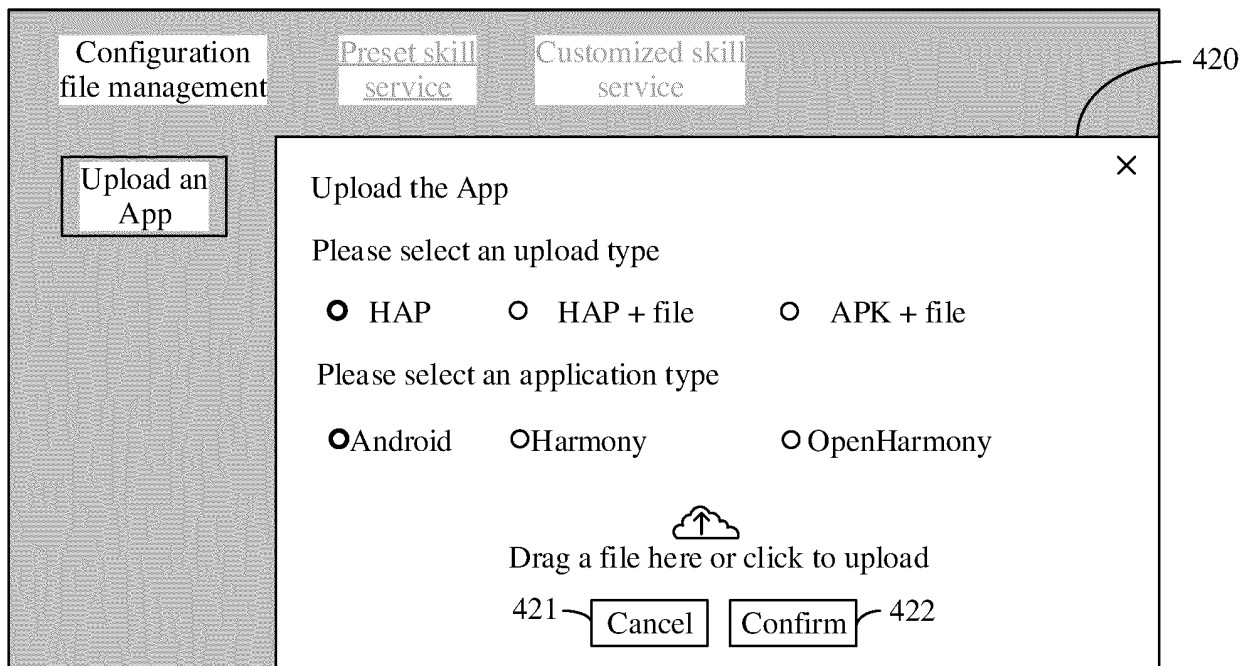 Configuration
file management
Preset skill
service
Customized skill
service
420
Upload an
App
Upload the App
Please select an upload type
HAP
HAP + file
APK + file
Please select an application type
Android
Harmony
OpenHarmony
Drag a file here or click to upload
421
Cancel
Confirm
422